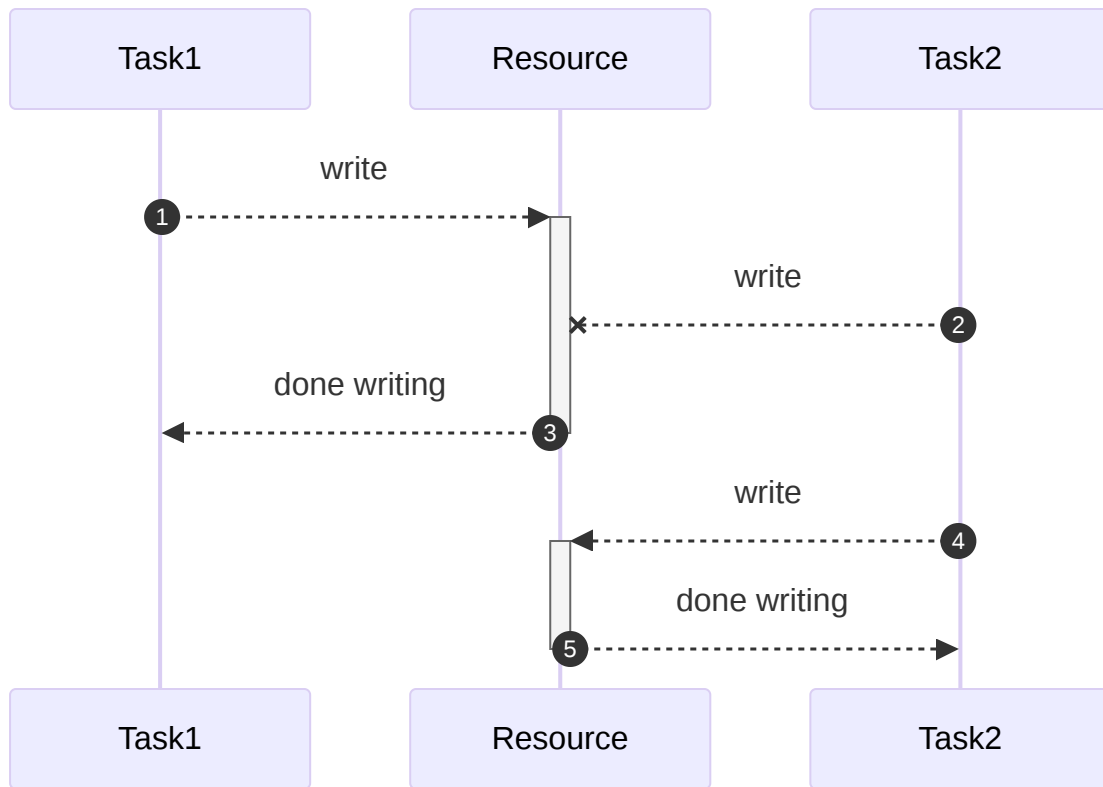 Task1
Resource
Task2
write
1
write
2
done writing
3
write
4
done writing
5
Task1
Resource
Task2